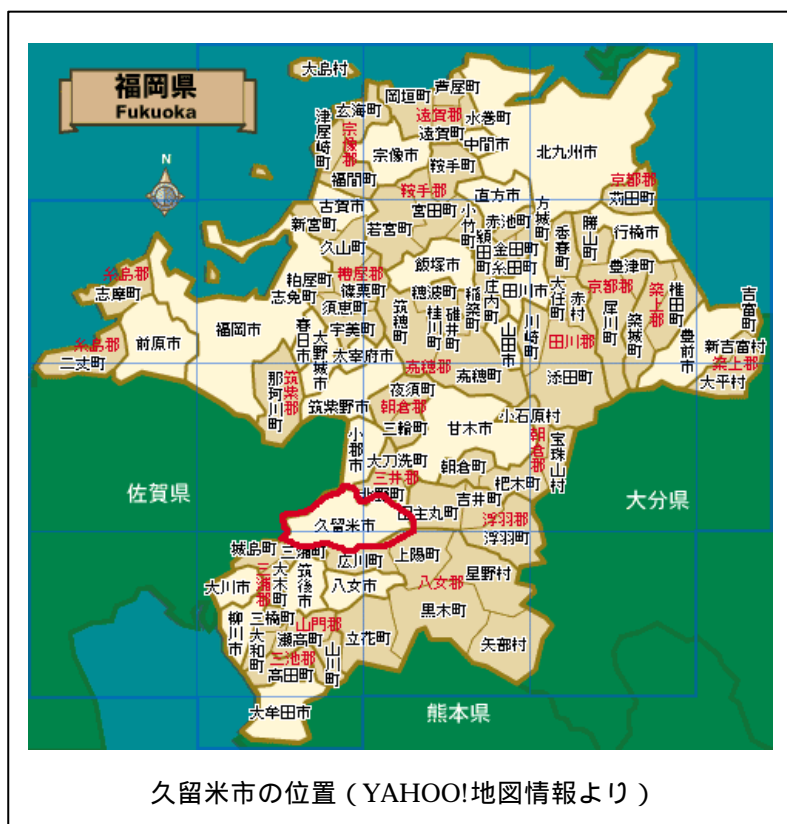 福岡県
Fukuoka
N
大島村
芦屋町
岡垣町
遠賀郡
玄海町
水巻町
遠賀町
津屋崎町
宗像郡
宗像市
中間市
北九州市
鞍手町
福間町
鞍手郡
直方市
京都郡
苅田町
古賀市
宮田町
小竹町
方城町
赤池町
勝山町
新宮町
若宮町
頴田町
金田町
香春町
行橋市
久山町
飯塚市
糸田町
豊津町
糸島郡
粕屋町
糟屋郡
庄内町
田川市
大任町
京都郡
築上郡
椎田町
吉富町
志摩町
志免町
篠栗町
穂波町
稲築町
赤村
犀川町
須恵町
筑穂町
桂川町
碓井町
築城町
福岡市
春日市
大野城市
宇美町
山田市
川崎町
田川郡
豊前市
新吉富村
糸島郡
前原市
太宰府市
嘉穂郡
築上郡
二丈町
那珂川町
筑紫郡
嘉穂町
添田町
大平村
夜須町
筑紫野市
朝倉郡
小石原村
小郡市
三輪町
甘木市
朝倉郡
宝珠山村
大刀洗町
朝倉町
三井郡
杷木町
佐賀県
北野町
吉井町
大分県
田主丸町
久留米市
浮羽郡
浮羽町
城島町
三潴町
広川町
上陽町
大川市
三潴郡
大木町
筑後市
八女市
八女郡
星野村
柳川市
三橋町
山門郡
黒木町
大和町
瀬高町
山川町
立花町
三池郡
矢部村
高田町
大牟田市
熊本県
久留米市の位置（YAHOO!地図情報より）